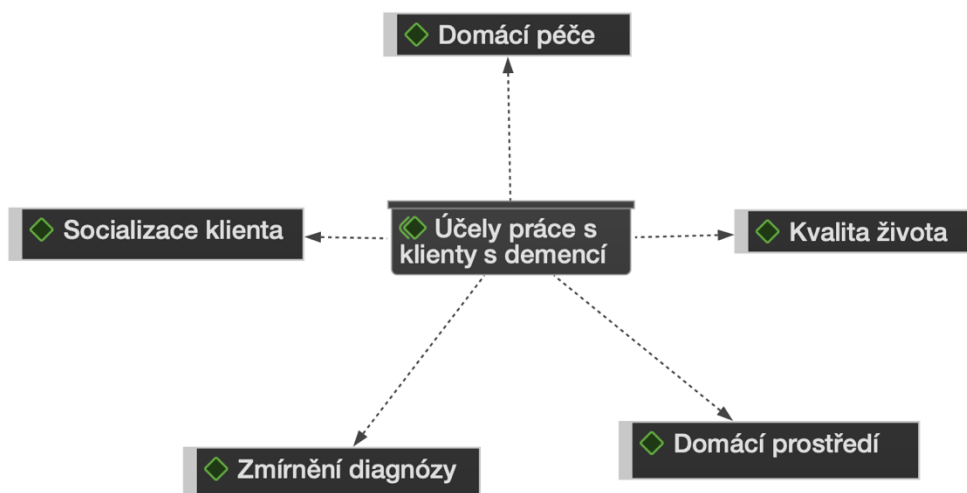 Domácí péče
Socializace klienta
Účely práce s
klienty s demencí
Kvalita života
Zmírnění diagnózy
Domácí prostředí